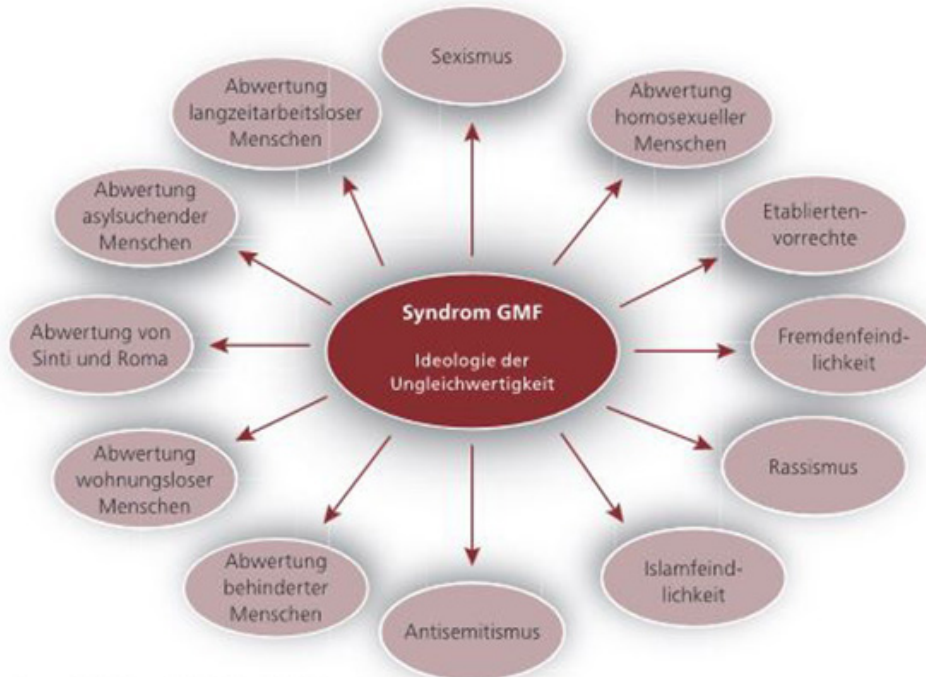 Sexismus
Abwertung
homosexueller
Menschen
Etablierten-
vorrechte
Fremdenfeind-
lichkeit
Rassismus
Islamfeind-
lichkeit
Antisemitismus
Abwertung
behinderter
Menschen
Abwertung
wohnungsloser
Menschen
Abwertung von
Sinti und Roma
Abwertung
asylsuchender
Menschen
Abwertung
langzeitarbeitsloser
Menschen
Syndrom GMF
Ideologie der
Ungleichwertigkeit